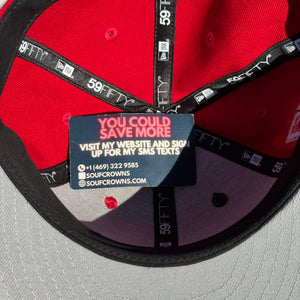 59FIFTY
59FIFTY
59FIFTY
YOU COULD
SAVE MORE
VISIT MY WEBSITE AND SIGN
UP FOR MY SMS TEXTS
+1 (469) 322 9585
SOUFCROWNS
SOUFCROWNS.COM
59FIFTY